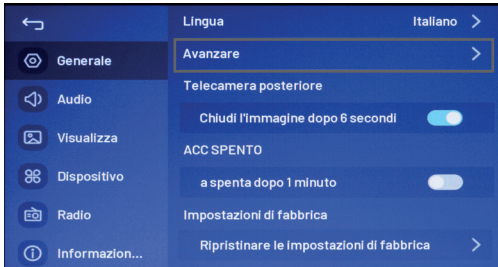 Lingua Italiano
Generale
Avanzare
Telecamera posteriore
Audio
Chiudi l'immagine dopo 6 secondi
Visualizza
ACC SPENTO
Dispositivo
a spenta dopo 1 minuto
Radio
Impostazioni di fabbrica
Informazion...
Ripristinare le impostazioni di fabbrica